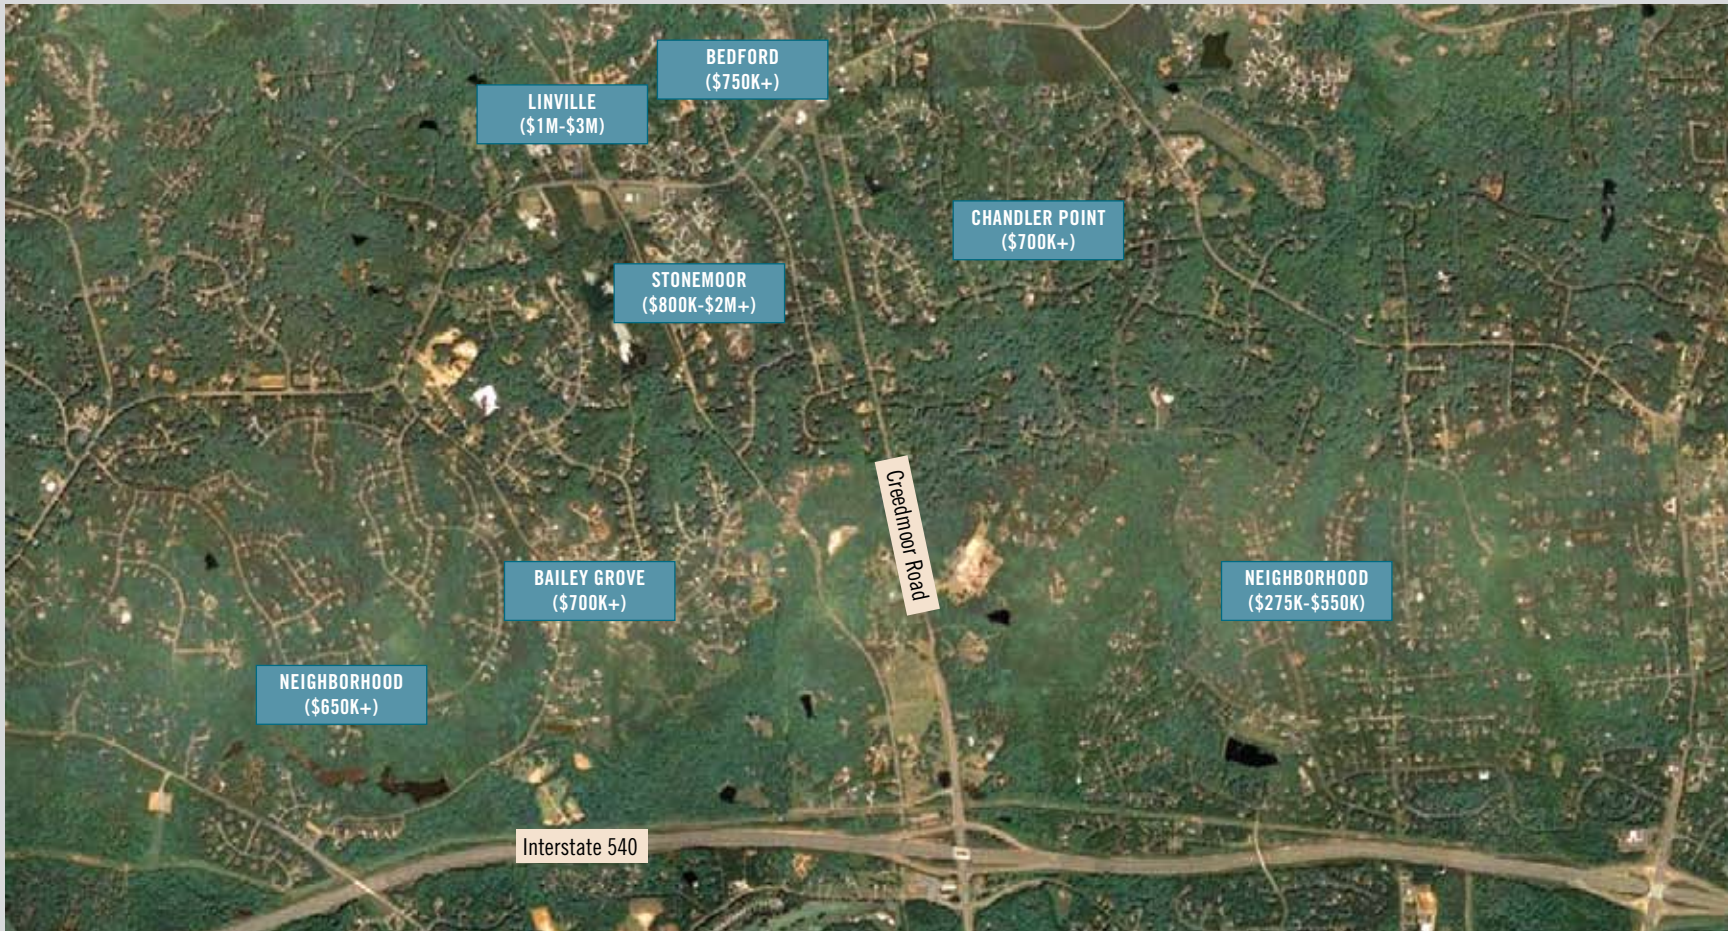 BEDFORD
($750K+)
LINVILLE
($1M-$3M)
CHANDLER POINT
($700K+)
STONEMOOR
($800K-$2M+)
Creedmoor Road
BAILEY GROVE
($700K+)
NEIGHBORHOOD
($275K-$550K)
NEIGHBORHOOD
($650K+)
Interstate 540